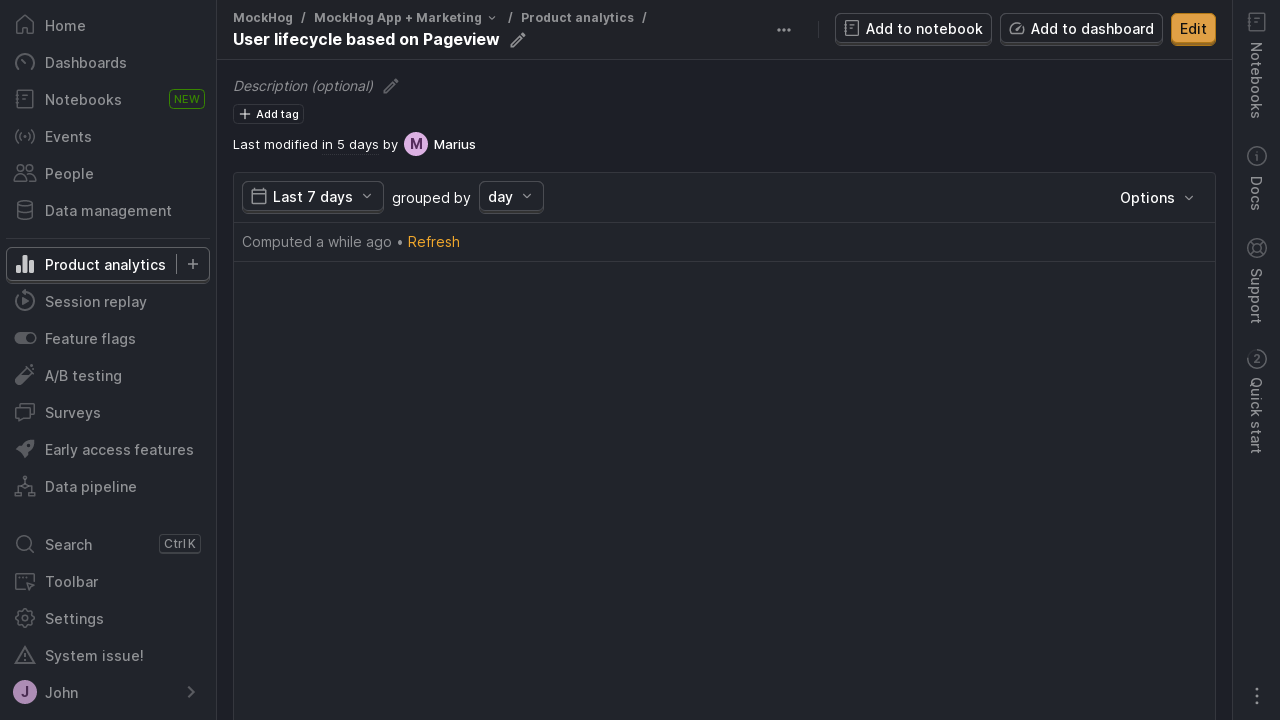 Home
Dashboards
Notebooks
NEW
Events
People
Data management
Product analytics
Session replay
Feature flags
A/B testing
Surveys
Early access features
Data pipeline
Search
Ctrl K
Toolbar
Settings
System issue!
J
John
MockHog / MockHog App + Marketing / Product analytics /
User lifecycle based on Pageview
Add to notebook
Add to dashboard
Edit
Description (optional)
Add tag
Last modified in 5 days by M Marius
Last 7 days grouped by day
Options
Computed a while ago • Refresh
Notebooks
Docs
Support
2
Quick start